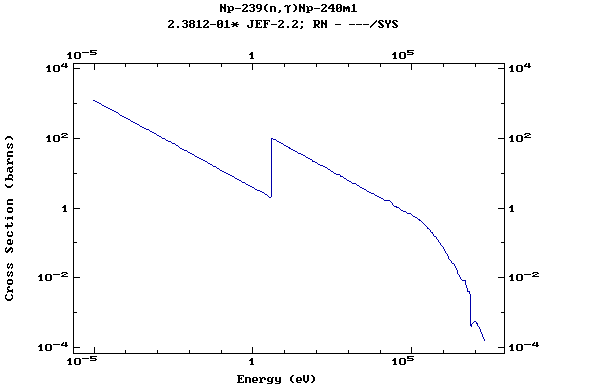 Np-239(n,γ)Np-240m1
2.3812-01* JEF-2.2; RN - ---/SYS
10⁻⁵ 10⁵
10⁴ 10⁴
10² 10²
1 1
10⁻² 10⁻²
10⁻⁴ 10⁻⁴
10⁻⁵ 1 10⁵
Cross Section (barns)
Energy (eV)